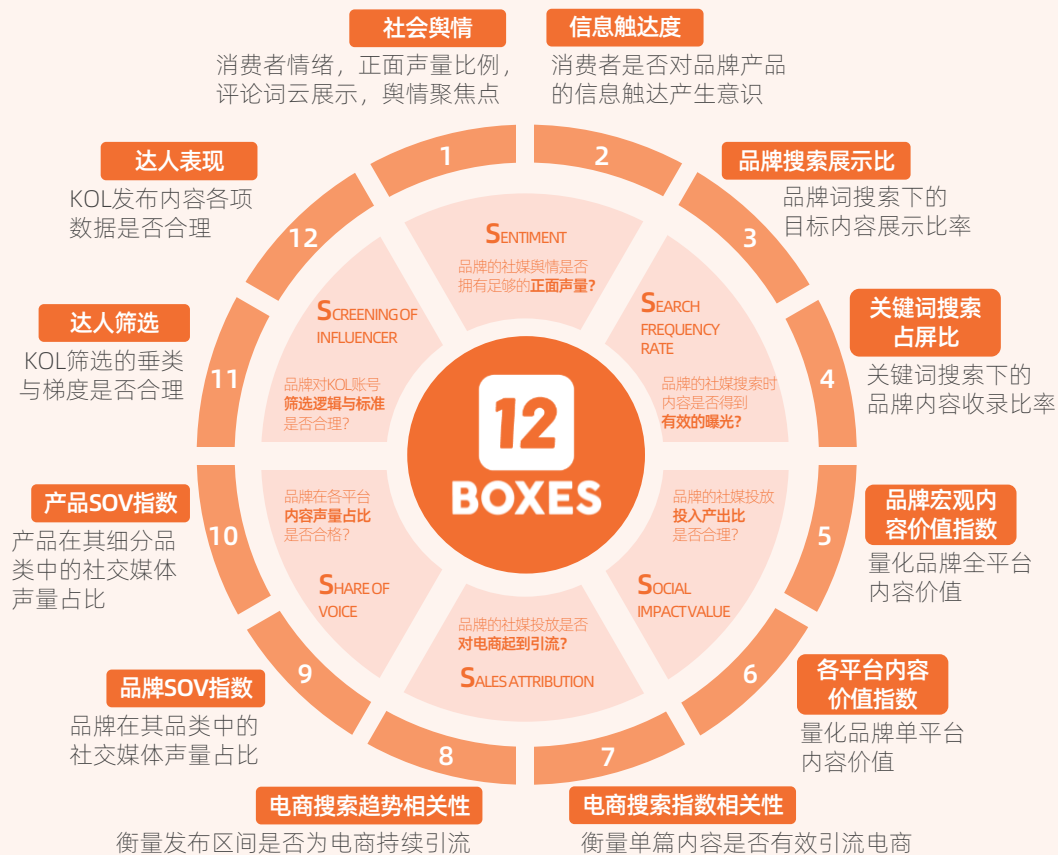 社会舆情
消费者情绪，正面声量比例，
评论词云展示，舆情聚焦点
信息触达度
消费者是否对品牌产品
的信息触达产生意识
品牌搜索展示比
品牌词搜索下的
目标内容展示比率
关键词搜索
占屏比
关键词搜索下的
品牌内容收录比率
品牌宏观内
容价值指数
量化品牌全平台
内容价值
各平台内容
价值指数
量化品牌单平台
内容价值
电商搜索指数相关性
衡量单篇内容是否有效引流电商
电商搜索趋势相关性
衡量发布区间是否为电商持续引流
品牌SOV指数
品牌在其品类中的
社交媒体声量占比
产品SOV指数
产品在其细分品
类中的社交媒体
声量占比
达人筛选
KOL筛选的垂类
与梯度是否合理
达人表现
KOL发布内容各项
数据是否合理
1
2
3
4
5
6
7
8
9
10
11
12
SENTIMENT
品牌的社媒舆情是否
拥有足够的正面声量？
SEARCH
FREQUENCY
RATE
品牌的社媒搜索时
内容是否得到
有效的曝光？
品牌的社媒投放
投入产出比
是否合理？
SOCIAL
IMPACT VALUE
品牌的社媒投放是否
对电商起到引流？
SALES ATTRIBUTION
品牌在各平台
内容声量占比
是否合格？
SHARE OF
VOICE
SCREENING OF
INFLUENCER
品牌对KOL账号
筛选逻辑与标准
是否合理？
12
BOXES